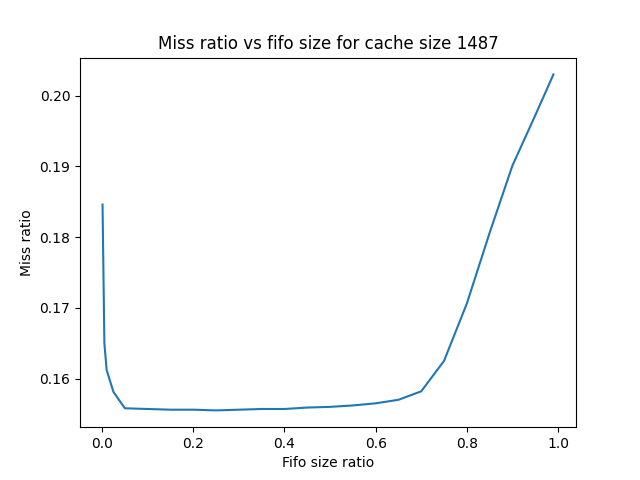 Miss ratio vs fifo size for cache size 1487
0.20
0.19
0.18
0.17
0.16
Miss ratio
0.0 0.2 0.4 0.6 0.8 1.0
Fifo size ratio